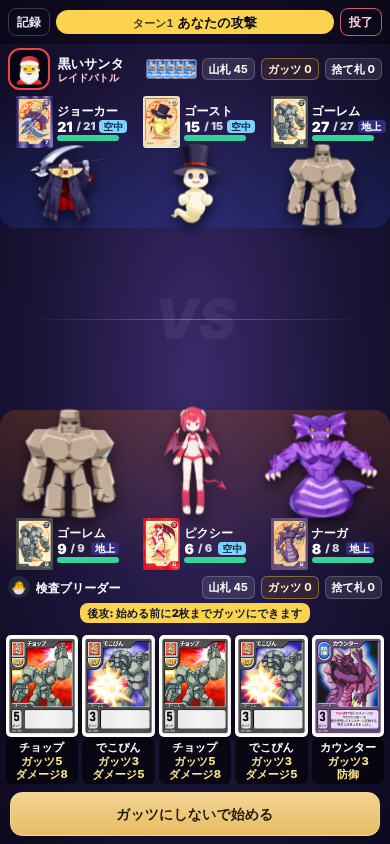 記録
ターン1 あなたの攻撃
投了
黒いサンタ
レイドバトル
山札 45
ガッツ 0
捨て札 0
ジョーカー
21 / 21 空中
ゴースト
15 / 15 空中
ゴーレム
27 / 27 地上
VS
ゴーレム
9 / 9 地上
ピクシー
6 / 6 空中
ナーガ
8 / 8 地上
検査ブリーダー
山札 45
ガッツ 0
捨て札 0
後攻: 始める前に2枚までガッツにできます
チョップ
5
でこぴん
3
チョップ
5
でこぴん
3
カウンター
3
チョップ
ガッツ5
ダメージ8
でこぴん
ガッツ3
ダメージ5
チョップ
ガッツ5
ダメージ8
でこぴん
ガッツ3
ダメージ5
カウンター
ガッツ3
防御
ガッツにしないで始める